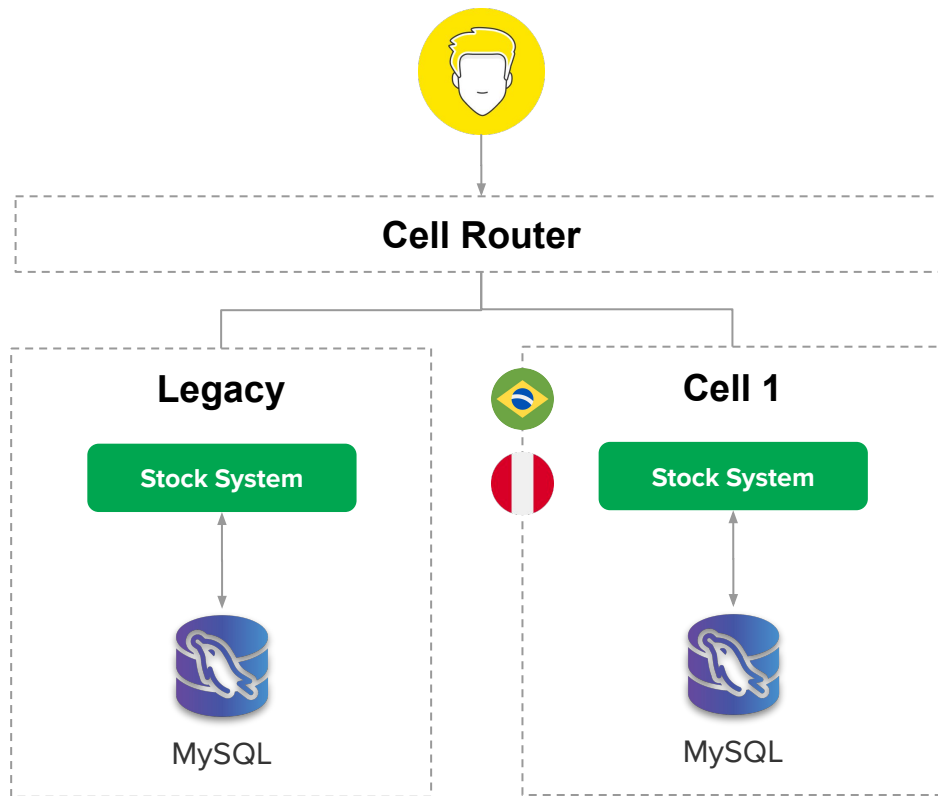 Cell Router
Legacy
Cell 1
Stock System
Stock System
MySQL
MySQL